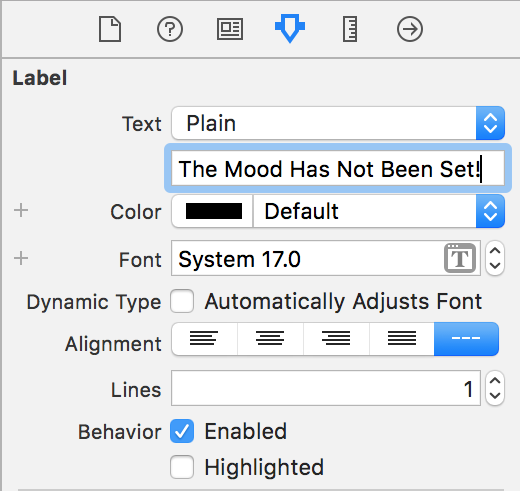 Label
Text Plain
The Mood Has Not Been Set!
Color Default
Font System 17.0 T
Dynamic Type Automatically Adjusts Font
Alignment
Lines 1
Behavior Enabled
Highlighted